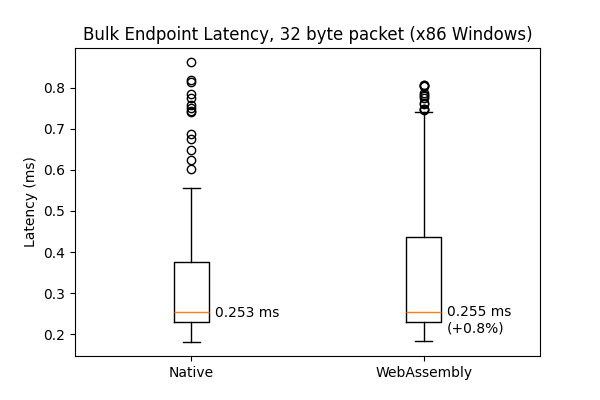 Bulk Endpoint Latency, 32 byte packet (x86 Windows)
Latency (ms)
0.8
0.7
0.6
0.5
0.4
0.3
0.2
0.253 ms
0.255 ms
(+0.8%)
Native
WebAssembly